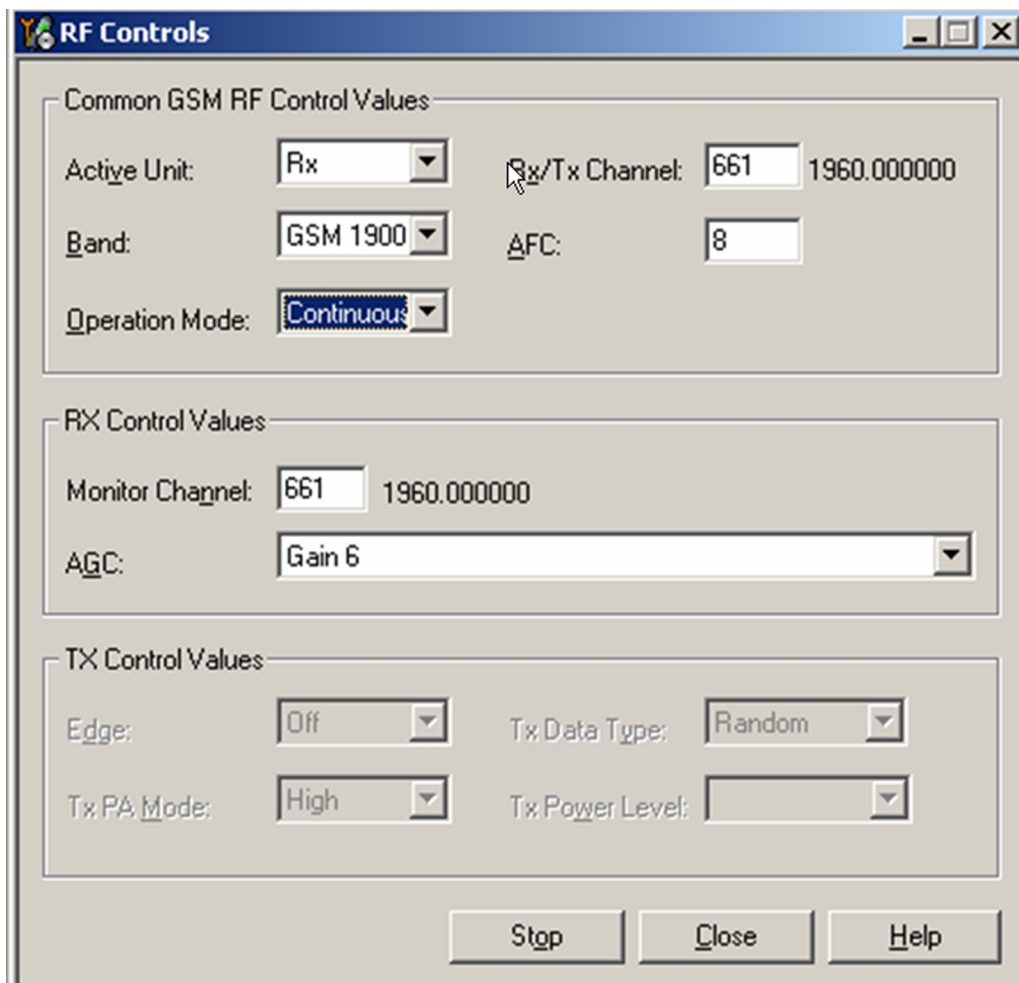 RF Controls
Common GSM RF Control Values
Active Unit: Rx Rx/Tx Channel: 661 1960.000000
Band: GSM 1900 AFC: 8
Operation Mode: Continuous
RX Control Values
Monitor Channel: 661 1960.000000
AGC: Gain 6
TX Control Values
Edge: Off Tx Data Type: Random
Tx PA Mode: High Tx Power Level:
Stop Close Help